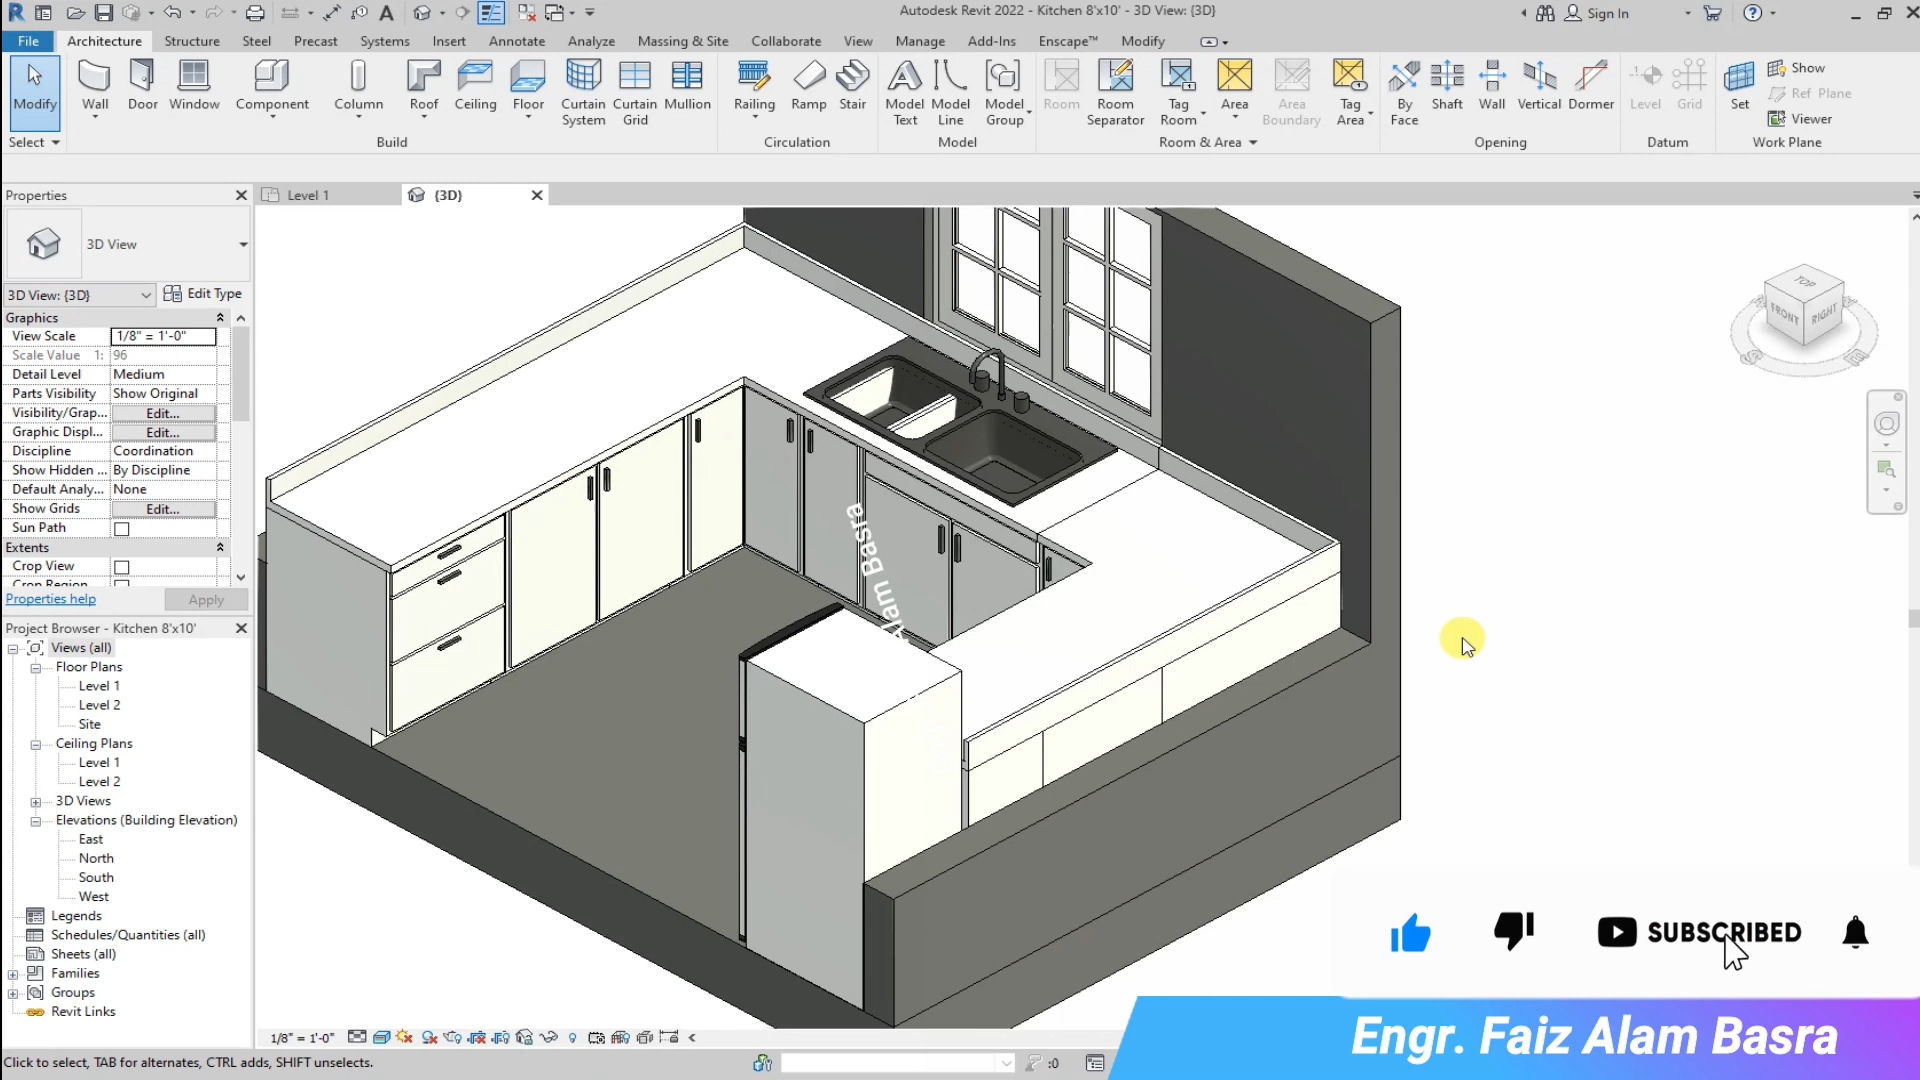 Autodesk Revit 2022 - Kitchen 8'x10' - 3D View: {3D}
Sign In
File Architecture Structure Steel Precast Systems Insert Annotate Analyze Massing & Site Collaborate View Manage Add-Ins Enscape™ Modify
Modify
Wall
Door
Window
Component
Column
Roof
Ceiling
Floor
Curtain System
Curtain Grid
Mullion
Railing
Ramp
Stair
Model Text
Model Line
Model Group
Room
Room Separator
Tag Room
Area
Area Boundary
Tag Area
By Face
Shaft
Wall
Vertical
Dormer
Level
Grid
Set
Show
Ref Plane
Viewer
Select
Build
Circulation
Model
Room & Area
Opening
Datum
Work Plane
Properties
Level 1
{3D}
3D View
3D View: {3D}
Edit Type
Graphics
View Scale 1/8" = 1'-0"
Scale Value 1: 96
Detail Level Medium
Parts Visibility Show Original
Visibility/Grap... Edit...
Graphic Displ... Edit...
Discipline Coordination
Show Hidden ... By Discipline
Default Analy... None
Show Grids Edit...
Sun Path
Extents
Crop View
Crop Region
Properties help
Apply
Project Browser - Kitchen 8'x10'
Views (all)
Floor Plans
Level 1
Level 2
Site
Ceiling Plans
Level 1
Level 2
3D Views
Elevations (Building Elevation)
East
North
South
West
Legends
Schedules/Quantities (all)
Sheets (all)
Families
Groups
Revit Links
TOP
FRONT
RIGHT
Alam Basra
SUBSCRIBED
Engr. Faiz Alam Basra
1/8" = 1'-0"
Click to select, TAB for alternates, CTRL adds, SHIFT unselects.
:0